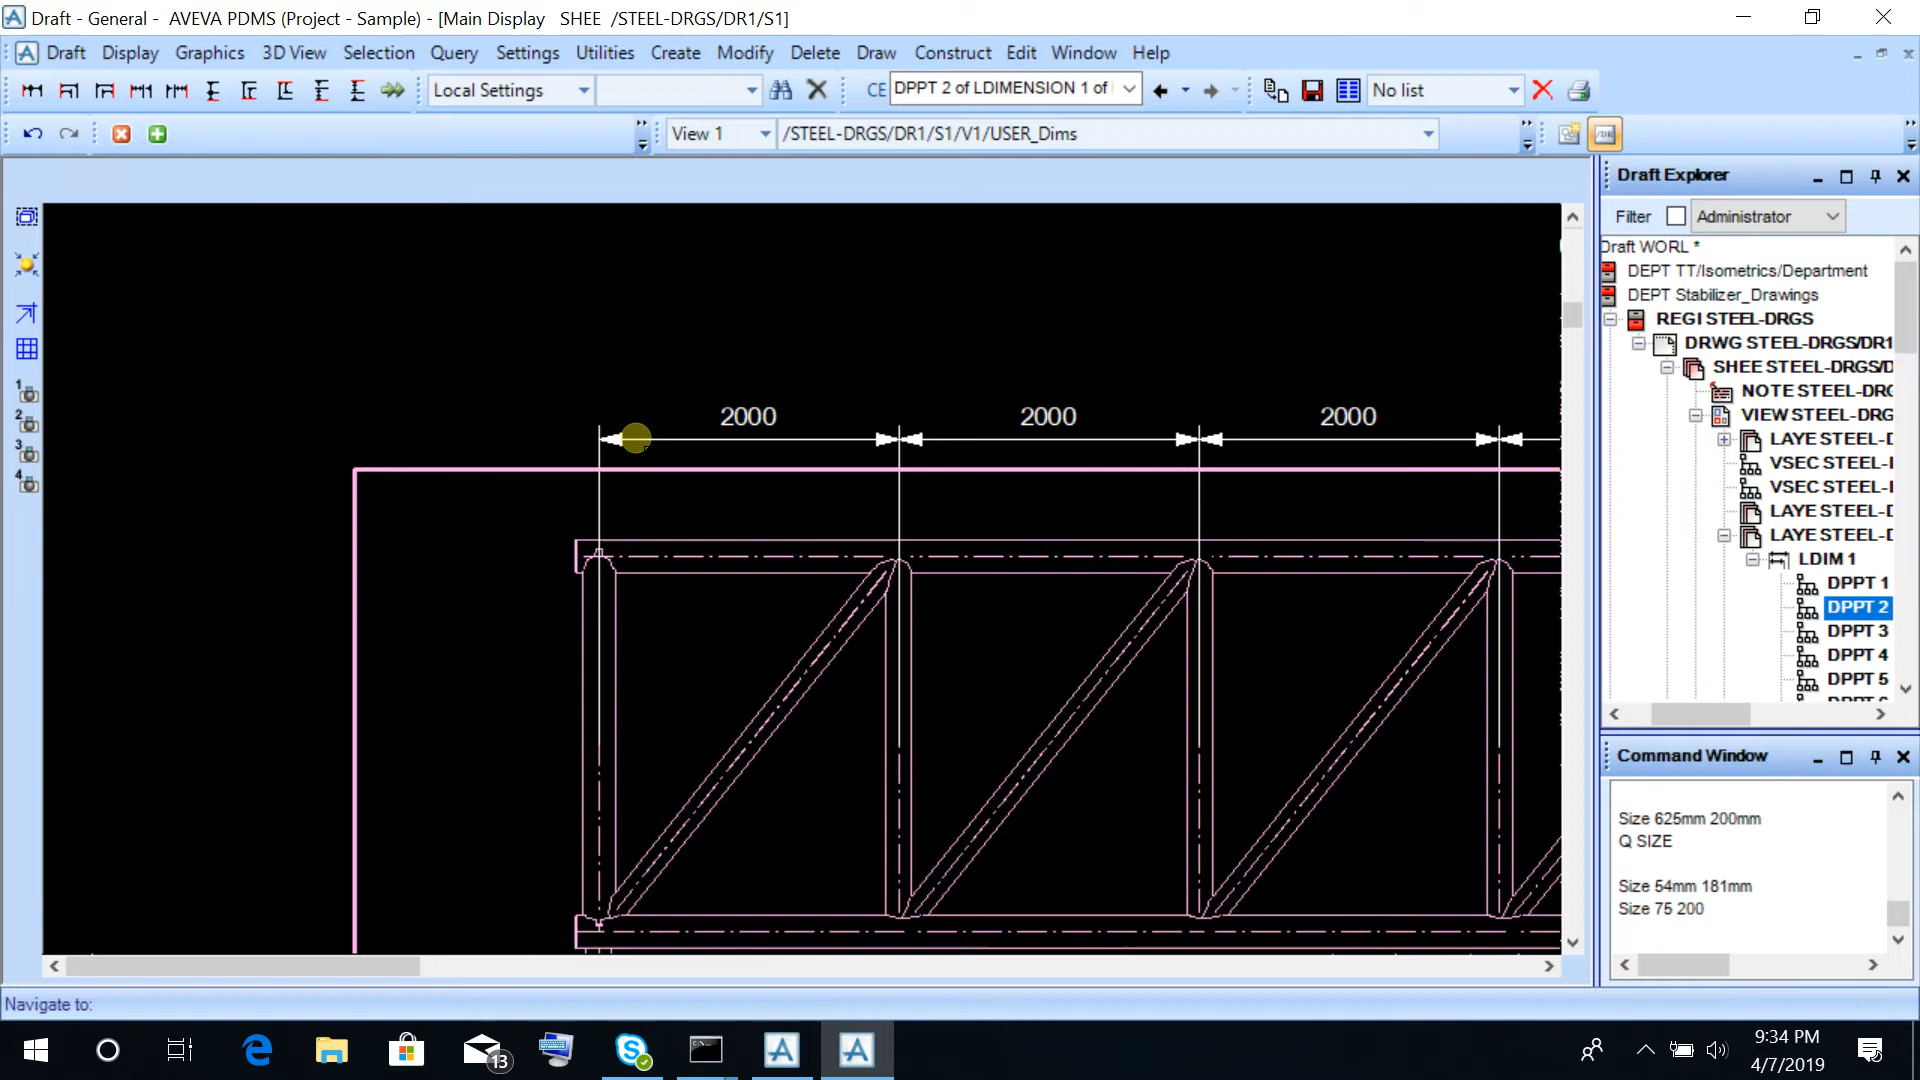 Draft - General - AVEVA PDMS (Project - Sample) - [Main Display SHEE /STEEL-DRGS/DR1/S1]
Draft Display Graphics 3D View Selection Query Settings Utilities Create Modify Delete Draw Construct Edit Window Help
Local Settings CE DPPT 2 of LDIMENSION 1 of No list
View 1 /STEEL-DRGS/DR1/S1/V1/USER_Dims
Draft Explorer
Filter Administrator
Draft WORL *
DEPT TT/Isometrics/Department
DEPT Stabilizer_Drawings
REGI STEEL-DRGS
DRWG STEEL-DRGS/DR1
SHEE STEEL-DRGS/D
NOTE STEEL-DRG
VIEW STEEL-DRG
LAYE STEEL-D
VSEC STEEL-
VSEC STEEL-
LAYE STEEL-D
LAYE STEEL-D
LDIM 1
DPPT 1
DPPT 2
DPPT 3
DPPT 4
DPPT 5
1
2
3
4
2000 2000 2000
Command Window
Size 625mm 200mm
Q SIZE
Size 54mm 181mm
Size 75 200
Navigate to:
13
9:34 PM
4/7/2019